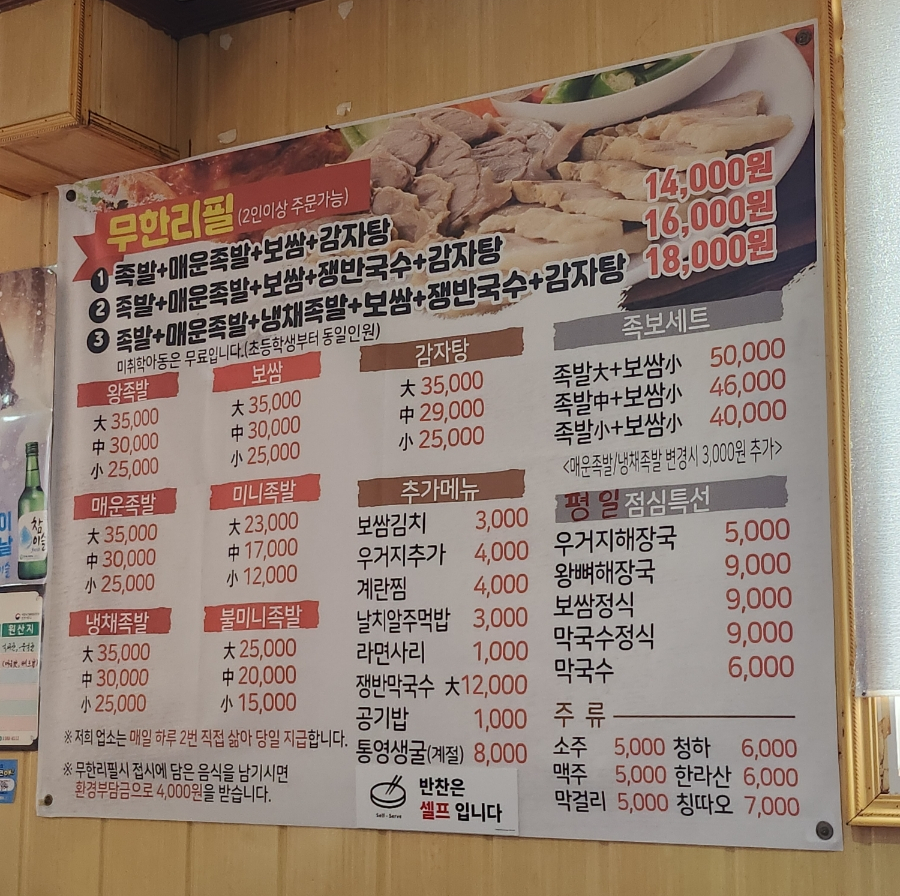 무한리필 (2인이상 주문가능)
1 족발+매운족발+보쌈+감자탕 14,000원
2 족발+매운족발+보쌈+쟁반국수+감자탕 16,000원
3 족발+매운족발+냉채족발+보쌈+쟁반국수+감자탕 18,000원
미취학아동은 무료입니다.(초등학생부터 동일인원)
왕족발
大 35,000
中 30,000
小 25,000
보쌈
大 35,000
中 30,000
小 25,000
매운족발
大 35,000
中 30,000
小 25,000
미니족발
大 23,000
中 17,000
小 12,000
냉채족발
大 35,000
中 30,000
小 25,000
불미니족발
大 25,000
中 20,000
小 15,000
※ 저희 업소는 매일 하루 2번 직접 삶아 당일 지급합니다.
※ 무한리필시 접시에 담은 음식을 남기시면
환경부담금으로 4,000원을 받습니다.
감자탕
大 35,000
中 29,000
小 25,000
추가메뉴
보쌈김치 3,000
우거지추가 4,000
계란찜 4,000
날치알주먹밥 3,000
라면사리 1,000
쟁반막국수 大12,000
공기밥 1,000
통영생굴(계절) 8,000
Self - Serve
반찬은
셀프 입니다
족보세트
족발大+보쌈小 50,000
족발中+보쌈小 46,000
족발小+보쌈小 40,000
<매운족발/냉채족발 변경시 3,000원 추가>
평일 점심특선
우거지해장국 5,000
왕뼈해장국 9,000
보쌈정식 9,000
막국수정식 9,000
막국수 6,000
주 류
소주 5,000 청하 6,000
맥주 5,000 한라산 6,000
막걸리 5,000 칭따오 7,000
참
이슬
원산지